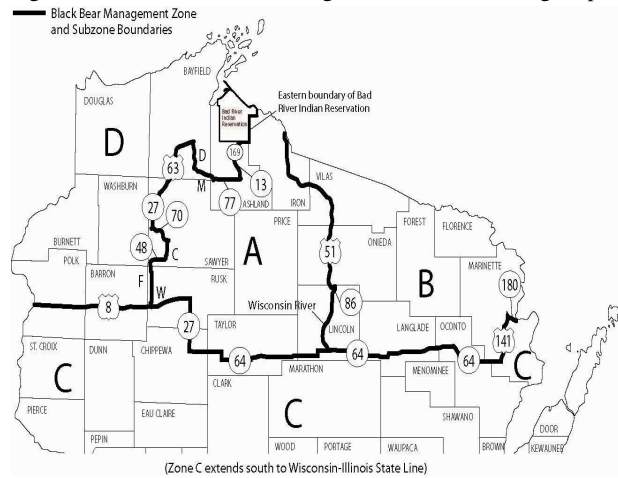 Black Bear Management Zone
and Subzone Boundaries
BAYFIELD
DOUGLAS
Eastern boundary of Bad
River Indian Reservation
Bad River
Indian
Reservation
D
D
169
63
VILAS
WASHBURN
M
13
77
ASHLAND
IRON
27
70
PRICE
FOREST
FLORENCE
BURNETT
48
C
A
51
ONIEDA
POLK
SAWYER
MARINETTE
BARRON
F
RUSK
B
180
W
86
8
Wisconsin River
27
TAYLOR
LINCOLN
LANGLADE
OCONTO
141
ST. CROIX
DUNN
CHIPPEWA
64
64
64
C
MARATHON
MENOMINEE
C
CLARK
C
PIERCE
EAU CLAIRE
SHAWANO
DOOR
PEPIN
WOOD
PORTAGE
WAUPACA
BROWN
KEWAUNEE
(Zone C extends south to Wisconsin-Illinois State Line)